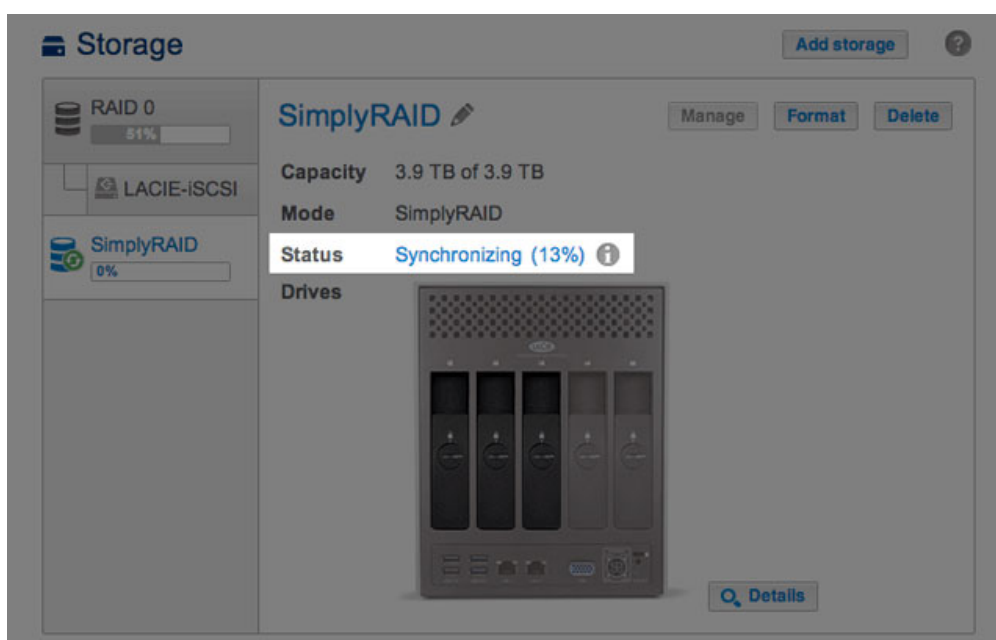 Storage
Add storage
?
RAID 0
51%
LACIE-iSCSI
SimplyRAID
0%
SimplyRAID
Manage
Format
Delete
Capacity 3.9 TB of 3.9 TB
Mode SimplyRAID
Status Synchronizing (13%) i
Drives
LACIE
Details